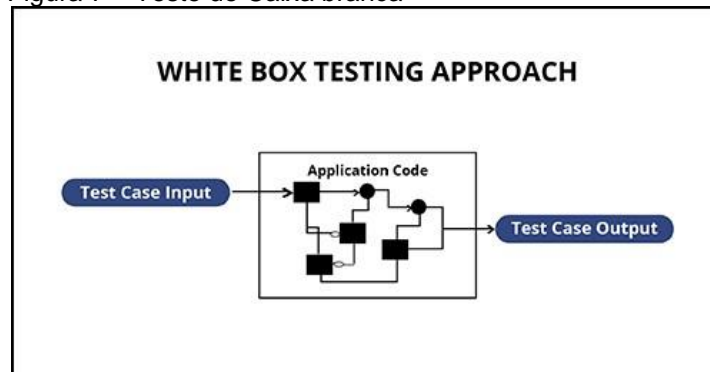 WHITE BOX TESTING APPROACH
Application Code
Test Case Input
Test Case Output